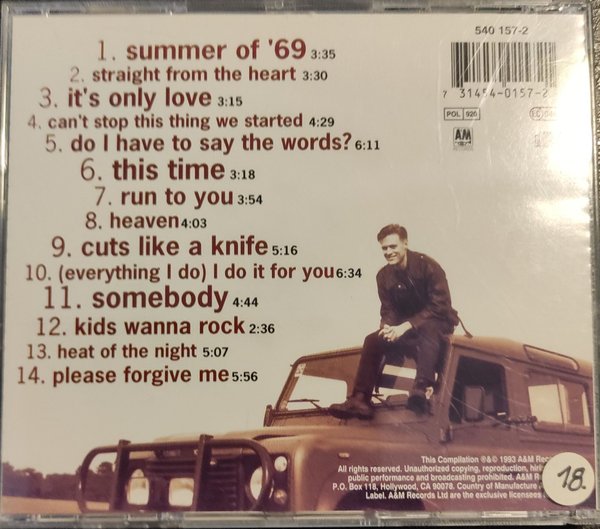 540 157-2
1. summer of '69 3:35
2. straight from the heart 3:30
3. it's only love 3:15
4. can't stop this thing we started 4:29
5. do I have to say the words? 6:11
6. this time 3:18
7. run to you 3:54
8. heaven 4:03
9. cuts like a knife 5:16
10. (everything I do) I do it for you 6:34
11. somebody 4:44
12. kids wanna rock 2:36
13. heat of the night 5:07
14. please forgive me 5:56
7 31454-0157-2
POL 920
AM
This Compilation ℗&© 1993 A&M
All rights reserved. Unauthorized copying, reproduction,
public performance and broadcasting prohibited. A&M
P.O. Box 118, Hollywood, CA 90078. Country of Manufacture
Label. A&M Records Ltd are the exclusive licensees
18.